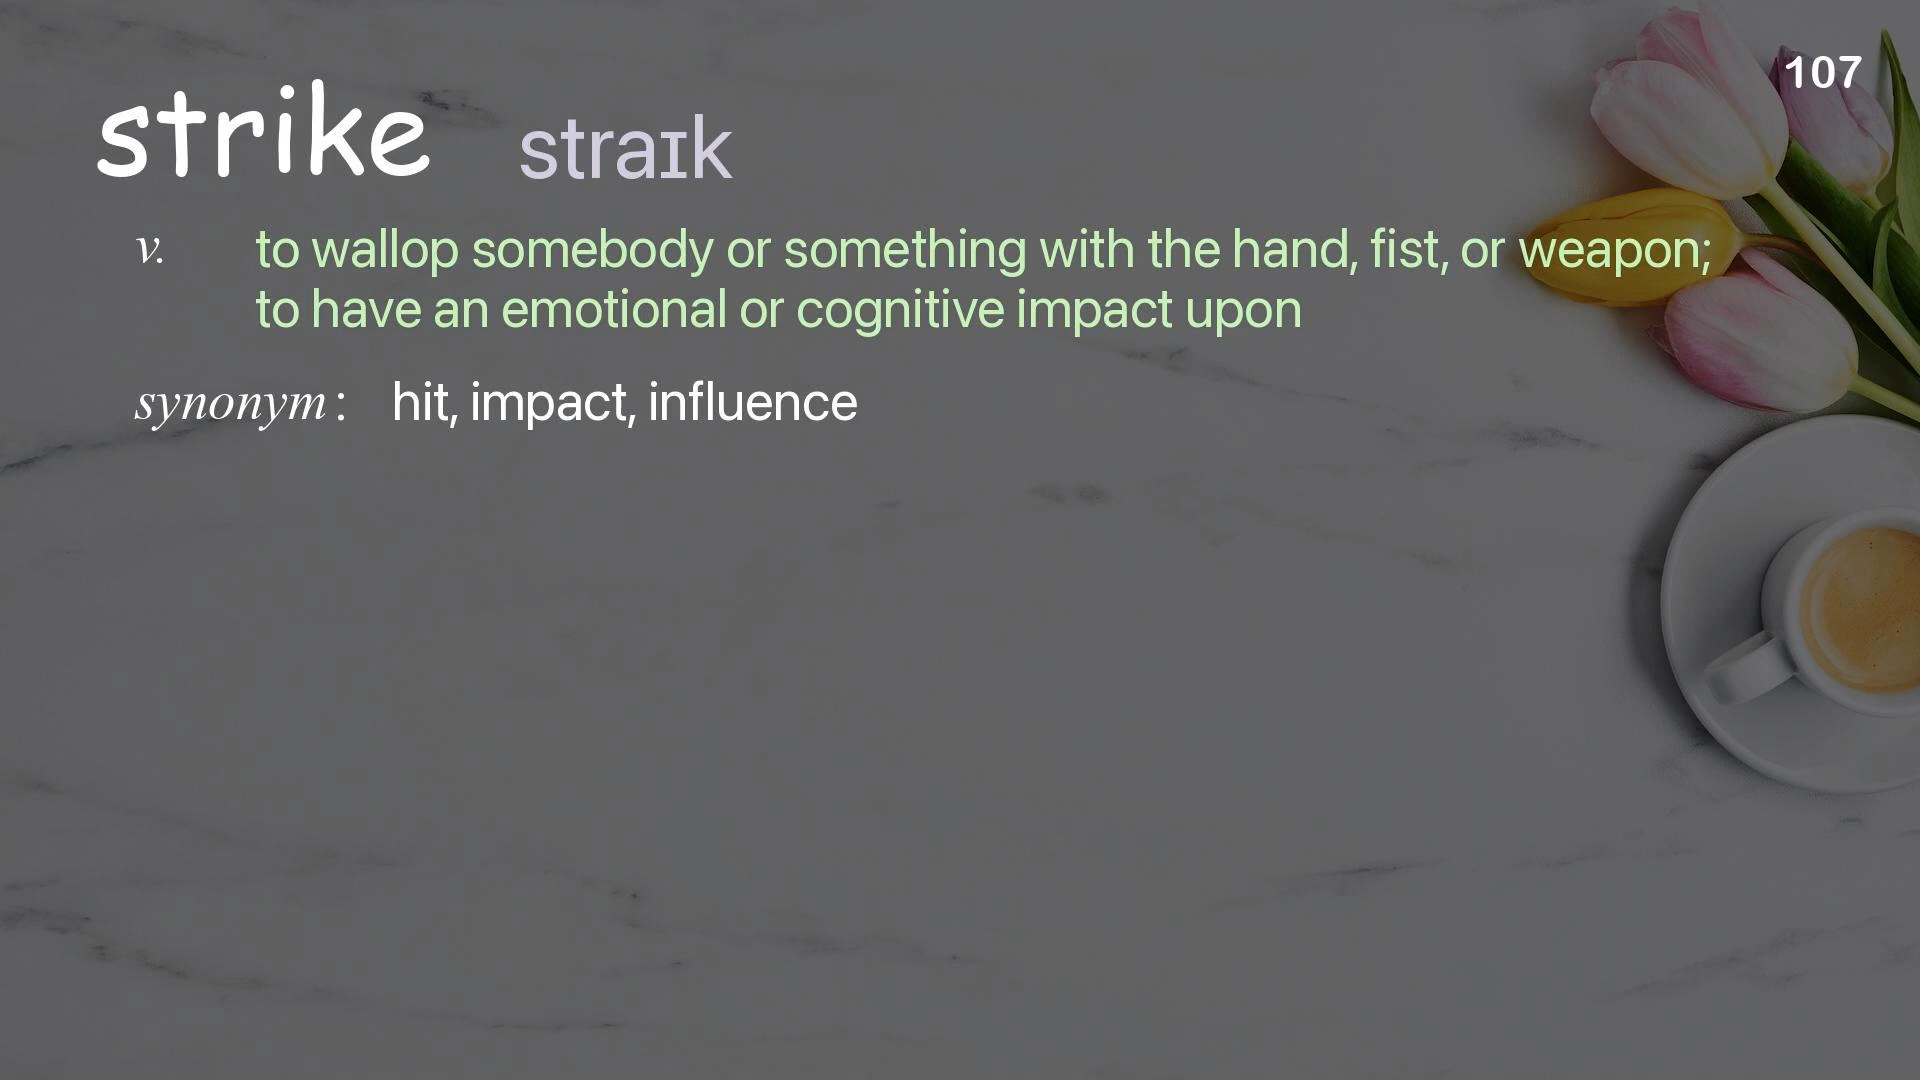 107
strike straɪk
v. to wallop somebody or something with the hand, fist, or weapon;
to have an emotional or cognitive impact upon
synonym : hit, impact, influence